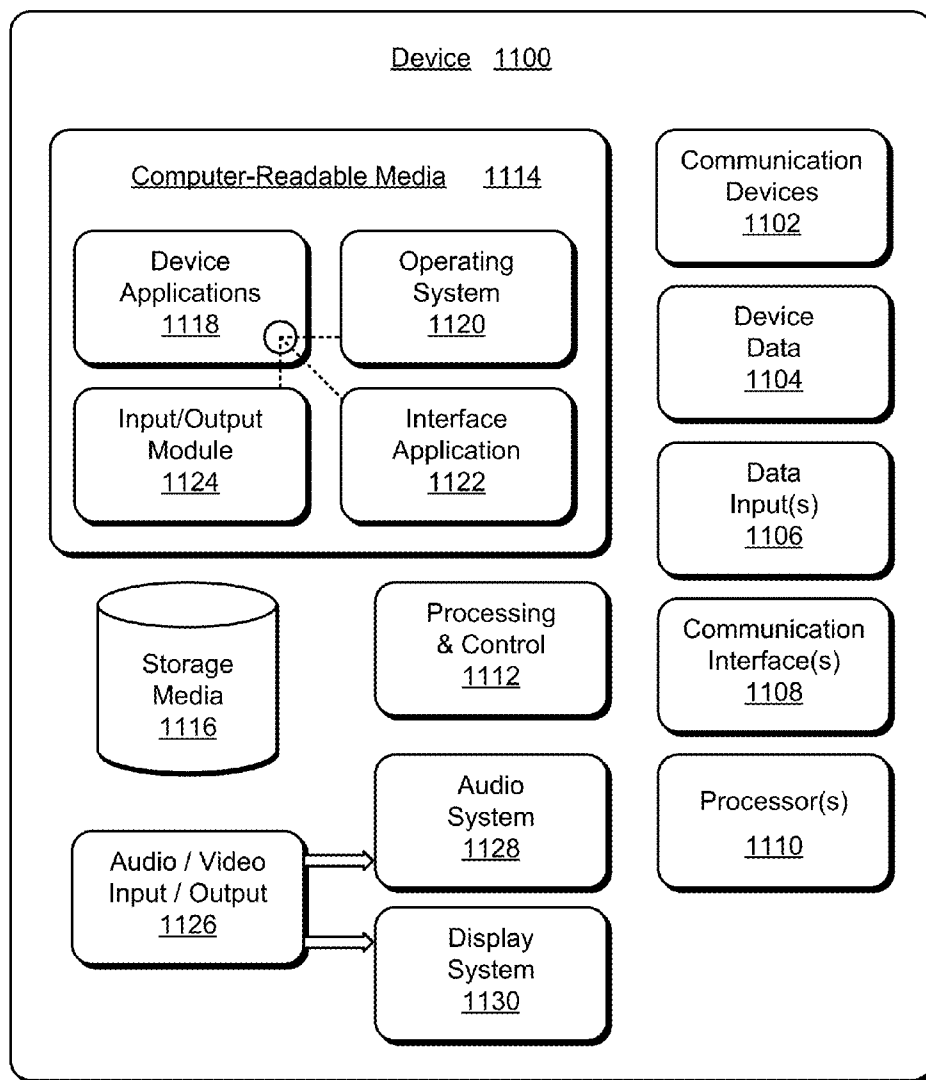 Device 1100
Computer-Readable Media 1114
Device
Applications
1118
Operating
System
1120
Input/Output
Module
1124
Interface
Application
1122
Communication
Devices
1102
Device
Data
1104
Data
Input(s)
1106
Communication
Interface(s)
1108
Processor(s)
1110
Storage
Media
1116
Processing
& Control
1112
Audio / Video
Input / Output
1126
Audio
System
1128
Display
System
1130